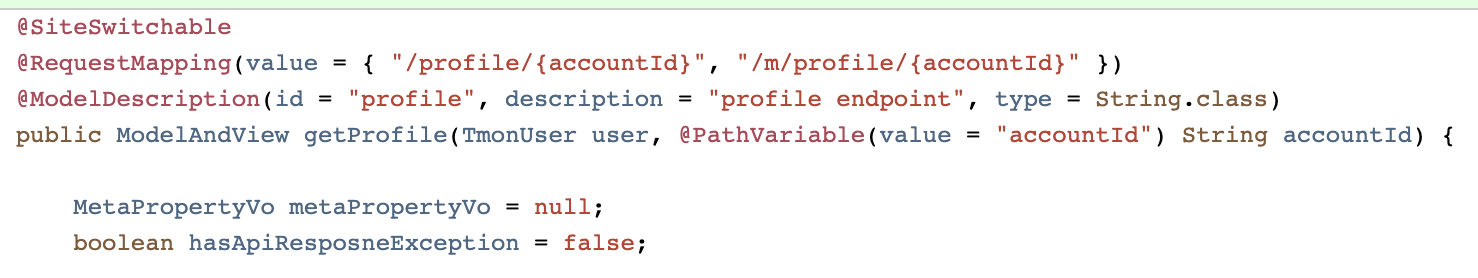 @SiteSwitchable
@RequestMapping(value = { "/profile/{accountId}", "/m/profile/{accountId}" })
@ModelDescription(id = "profile", description = "profile endpoint", type = String.class)
public ModelAndView getProfile(TmonUser user, @PathVariable(value = "accountId") String accountId) {
MetaPropertyVo metaPropertyVo = null;
boolean hasApiResposneException = false;